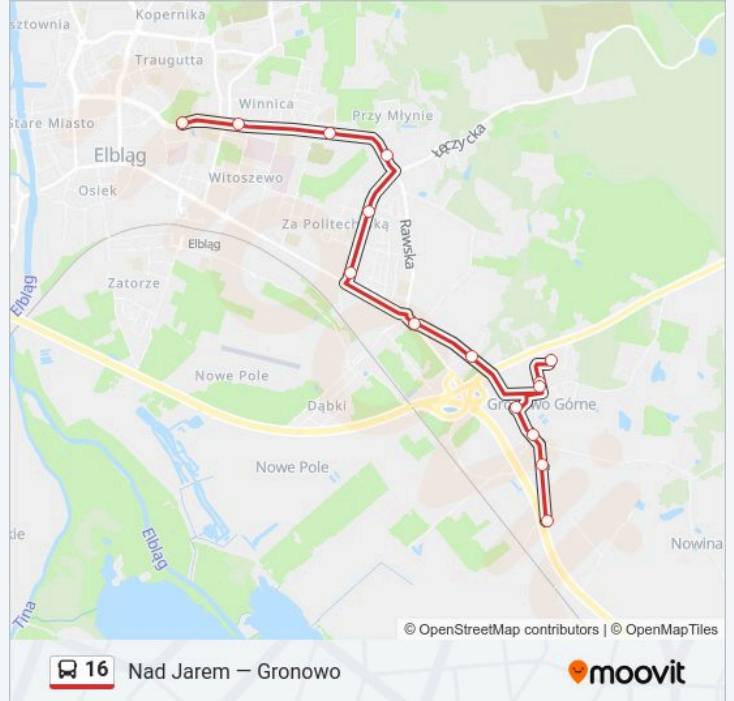 sztownia
Kopernika
Traugutta
Winnica
Przy Młynie
Stare Miasto
Łęczycka
Elbląg
Witoszewo
Osiek
Za Politechniką
Rawska
Elbląg
Zatorze
Elbląg
Nowe Pole
Dąbki
Gronowo Górne
Nowe Pole
kie
Elbląg
Nowina
Tina
© OpenStreetMap contributors | © OpenMapTiles
16 Nad Jarem — Gronowo
moovit